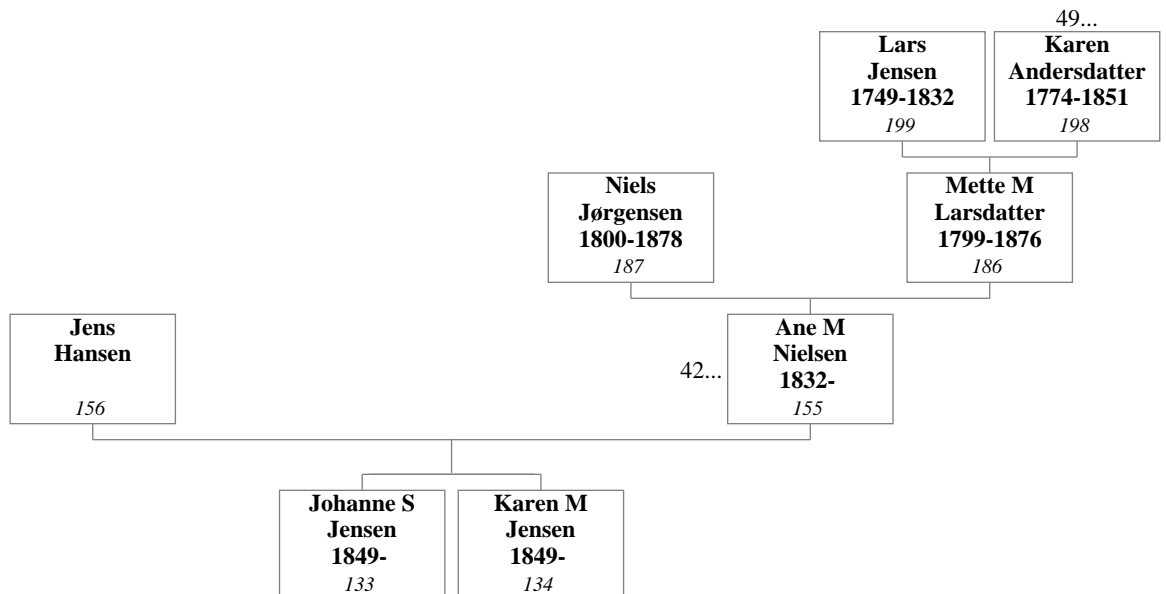 49...
Lars
Jensen
1749-1832
199
Karen
Andersdatter
1774-1851
198
Niels
Jørgensen
1800-1878
187
Mette M
Larsdatter
1799-1876
186
Jens
Hansen
156
42...
Ane M
Nielsen
1832-
155
Johanne S
Jensen
1849-
133
Karen M
Jensen
1849-
134